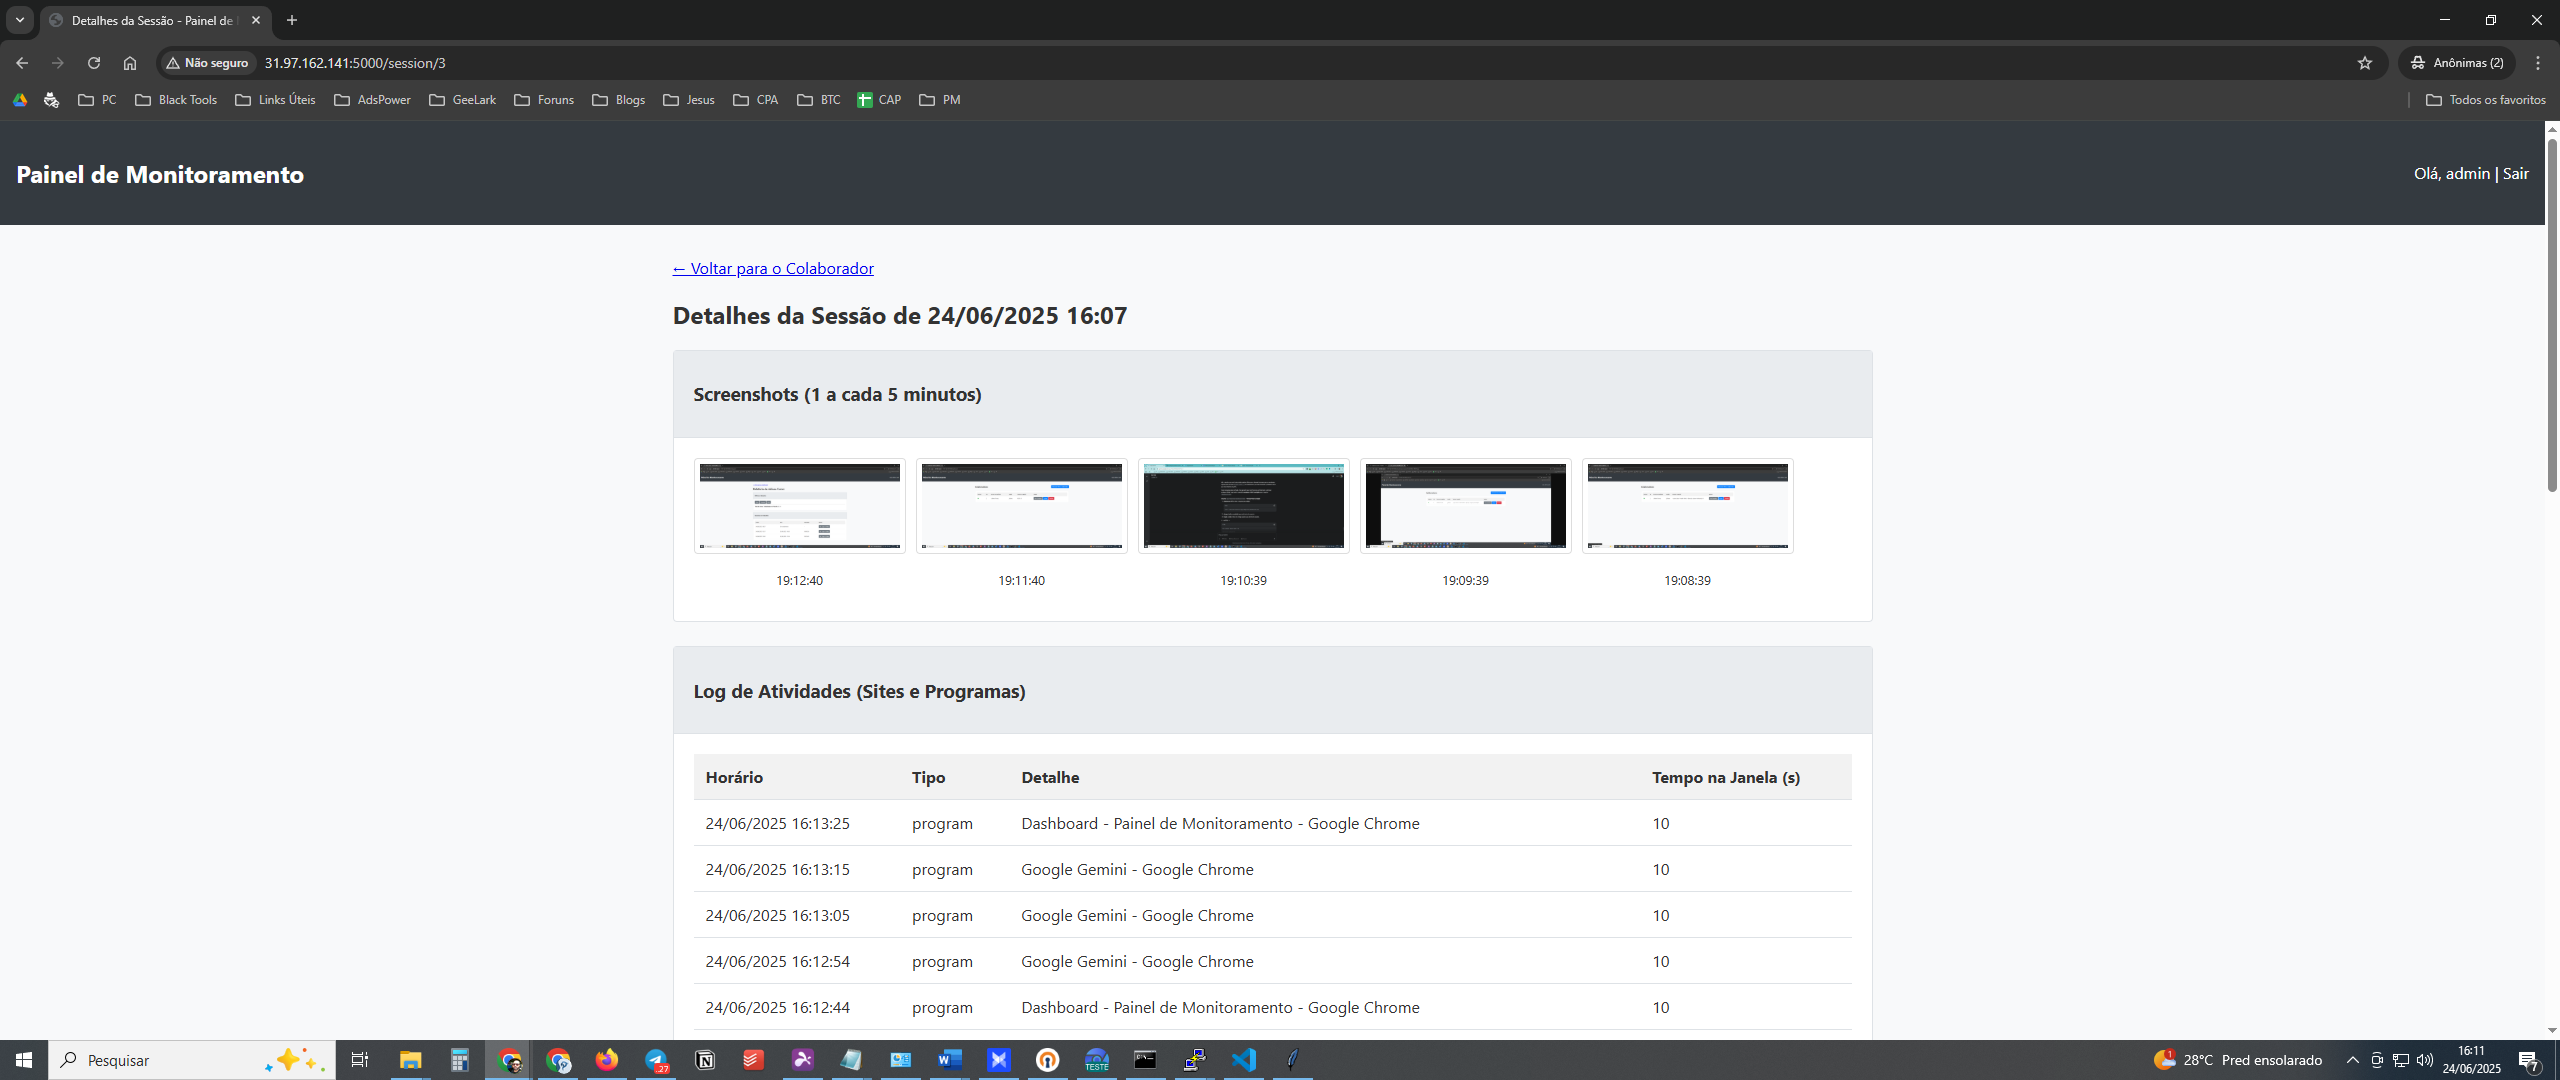 Detalhes da Sessão - Painel de
Não seguro
31.97.162.141:5000/session/3
Anônimas (2)
PC
Black Tools
Links Úteis
AdsPower
GeeLark
Foruns
Blogs
Jesus
CPA
BTC
CAP
PM
Todos os favoritos
Painel de Monitoramento
Olá, admin | Sair
← Voltar para o Colaborador
Detalhes da Sessão de 24/06/2025 16:07
Screenshots (1 a cada 5 minutos)
19:12:40
19:11:40
19:10:39
19:09:39
19:08:39
Log de Atividades (Sites e Programas)
Horário Tipo Detalhe Tempo na Janela (s)
24/06/2025 16:13:25 program Dashboard - Painel de Monitoramento - Google Chrome 10
24/06/2025 16:13:15 program Google Gemini - Google Chrome 10
24/06/2025 16:13:05 program Google Gemini - Google Chrome 10
24/06/2025 16:12:54 program Google Gemini - Google Chrome 10
24/06/2025 16:12:44 program Dashboard - Painel de Monitoramento - Google Chrome 10
Pesquisar
27
TESTE
1
28°C Pred ensolarado
16:11
24/06/2025
7